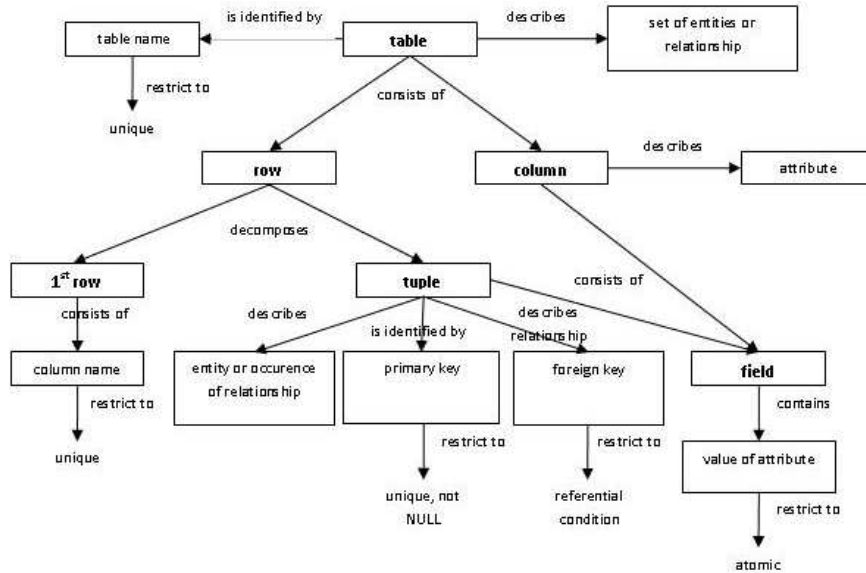 is identified by
describes
table name
table
set of entities or
relationship
restrict to
consists of
unique
row
column
describes
attribute
decomposes
1st row
tuple
consists of
consists of
describes
is identified by
describes relationship
column name
entity or occurence
of relationship
primary key
foreign key
field
restrict to
contains
unique
restrict to
restrict to
value of attribute
unique, not
NULL
referential
condition
restrict to
atomic